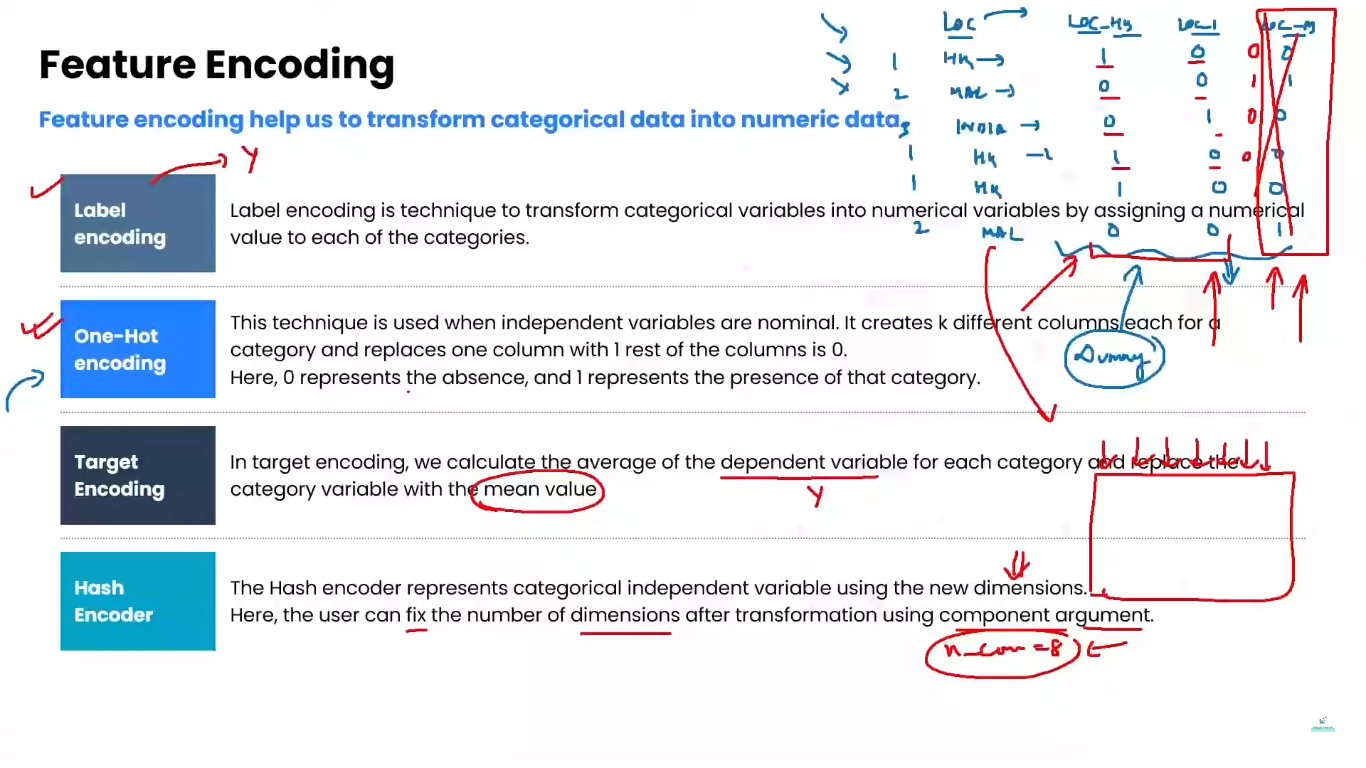 LOC LOC_HK LOC_I LOC_M
1 HK → 1 0 0 0
Feature Encoding
2 MAL → 0 0 1 1
Feature encoding help us to transform categorical data into numeric data.
3 INDIA → 0 1 0 0
Y
1 HK 1 0 0 0
1 HK 1 0 0
Label encoding
Label encoding is technique to transform categorical variables into numerical variables by assigning a numerical
value to each of the categories.
2 MAL 0 0 1
One-Hot encoding
This technique is used when independent variables are nominal. It creates k different columns each for a
category and replaces one column with 1 rest of the columns is 0.
Here, 0 represents the absence, and 1 represents the presence of that category.
Dummy
Target Encoding
In target encoding, we calculate the average of the dependent variable for each category and replace the
category variable with the mean value
Y
Hash Encoder
The Hash encoder represents categorical independent variable using the new dimensions.
Here, the user can fix the number of dimensions after transformation using component argument.
n_com = 8